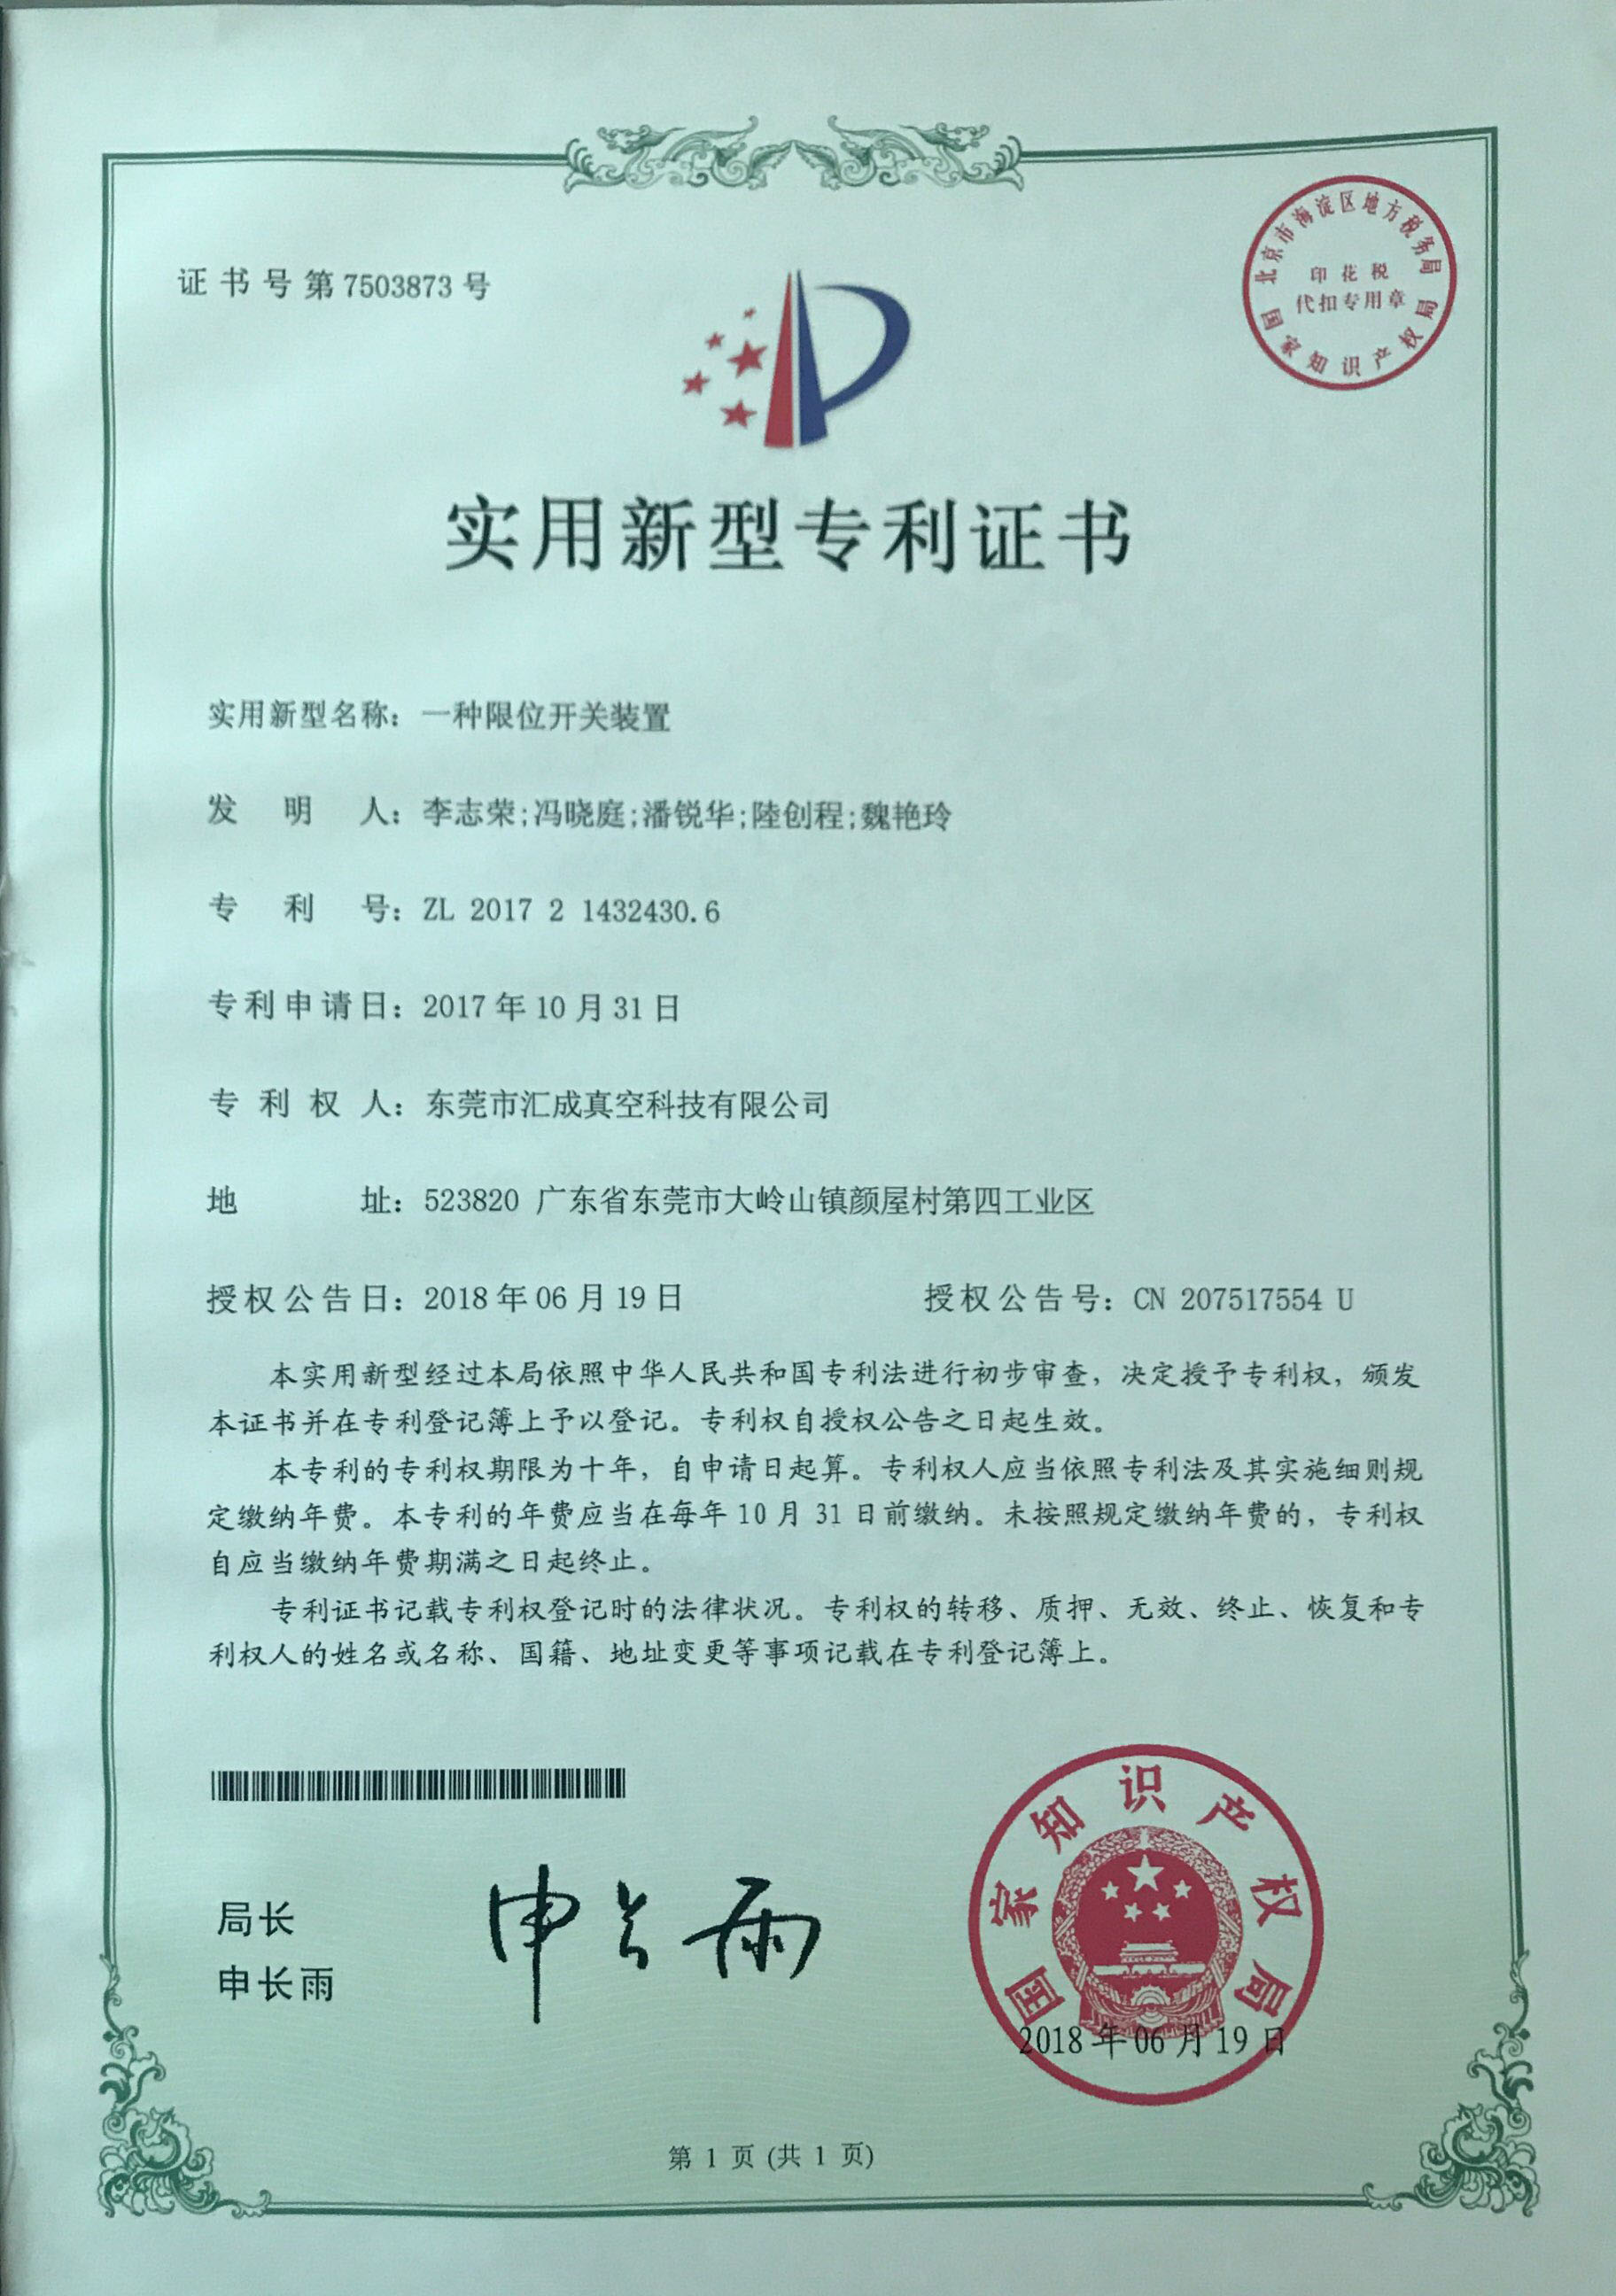 证书号第7503873号
北京市海淀区地方税务局
印花税
代扣专用章
国家知识产权局
实用新型专利证书
实用新型名称：一种限位开关装置
发明人：李志荣;冯晓庭;潘锐华;陸创程;魏艳玲
专利号：ZL 2017 2 1432430.6
专利申请日：2017年10月31日
专利权人：东莞市汇成真空科技有限公司
地址：523820 广东省东莞市大岭山镇颜屋村第四工业区
授权公告日：2018年06月19日 授权公告号：CN 207517554 U
本实用新型经过本局依照中华人民共和国专利法进行初步审查，决定授予专利权，颁发
本证书并在专利登记簿上予以登记。专利权自授权公告之日起生效。
本专利的专利权期限为十年，自申请日起算。专利权人应当依照专利法及其实施细则规
定缴纳年费。本专利的年费应当在每年10月31日前缴纳。未按照规定缴纳年费的，专利权
自应当缴纳年费期满之日起终止。
专利证书记载专利权登记时的法律状况。专利权的转移、质押、无效、终止、恢复和专
利权人的姓名或名称、国籍、地址变更等事项记载在专利登记簿上。
局长
申长雨
申长雨
国家知识产权局
2018年06月19日
第 1 页 (共 1 页)